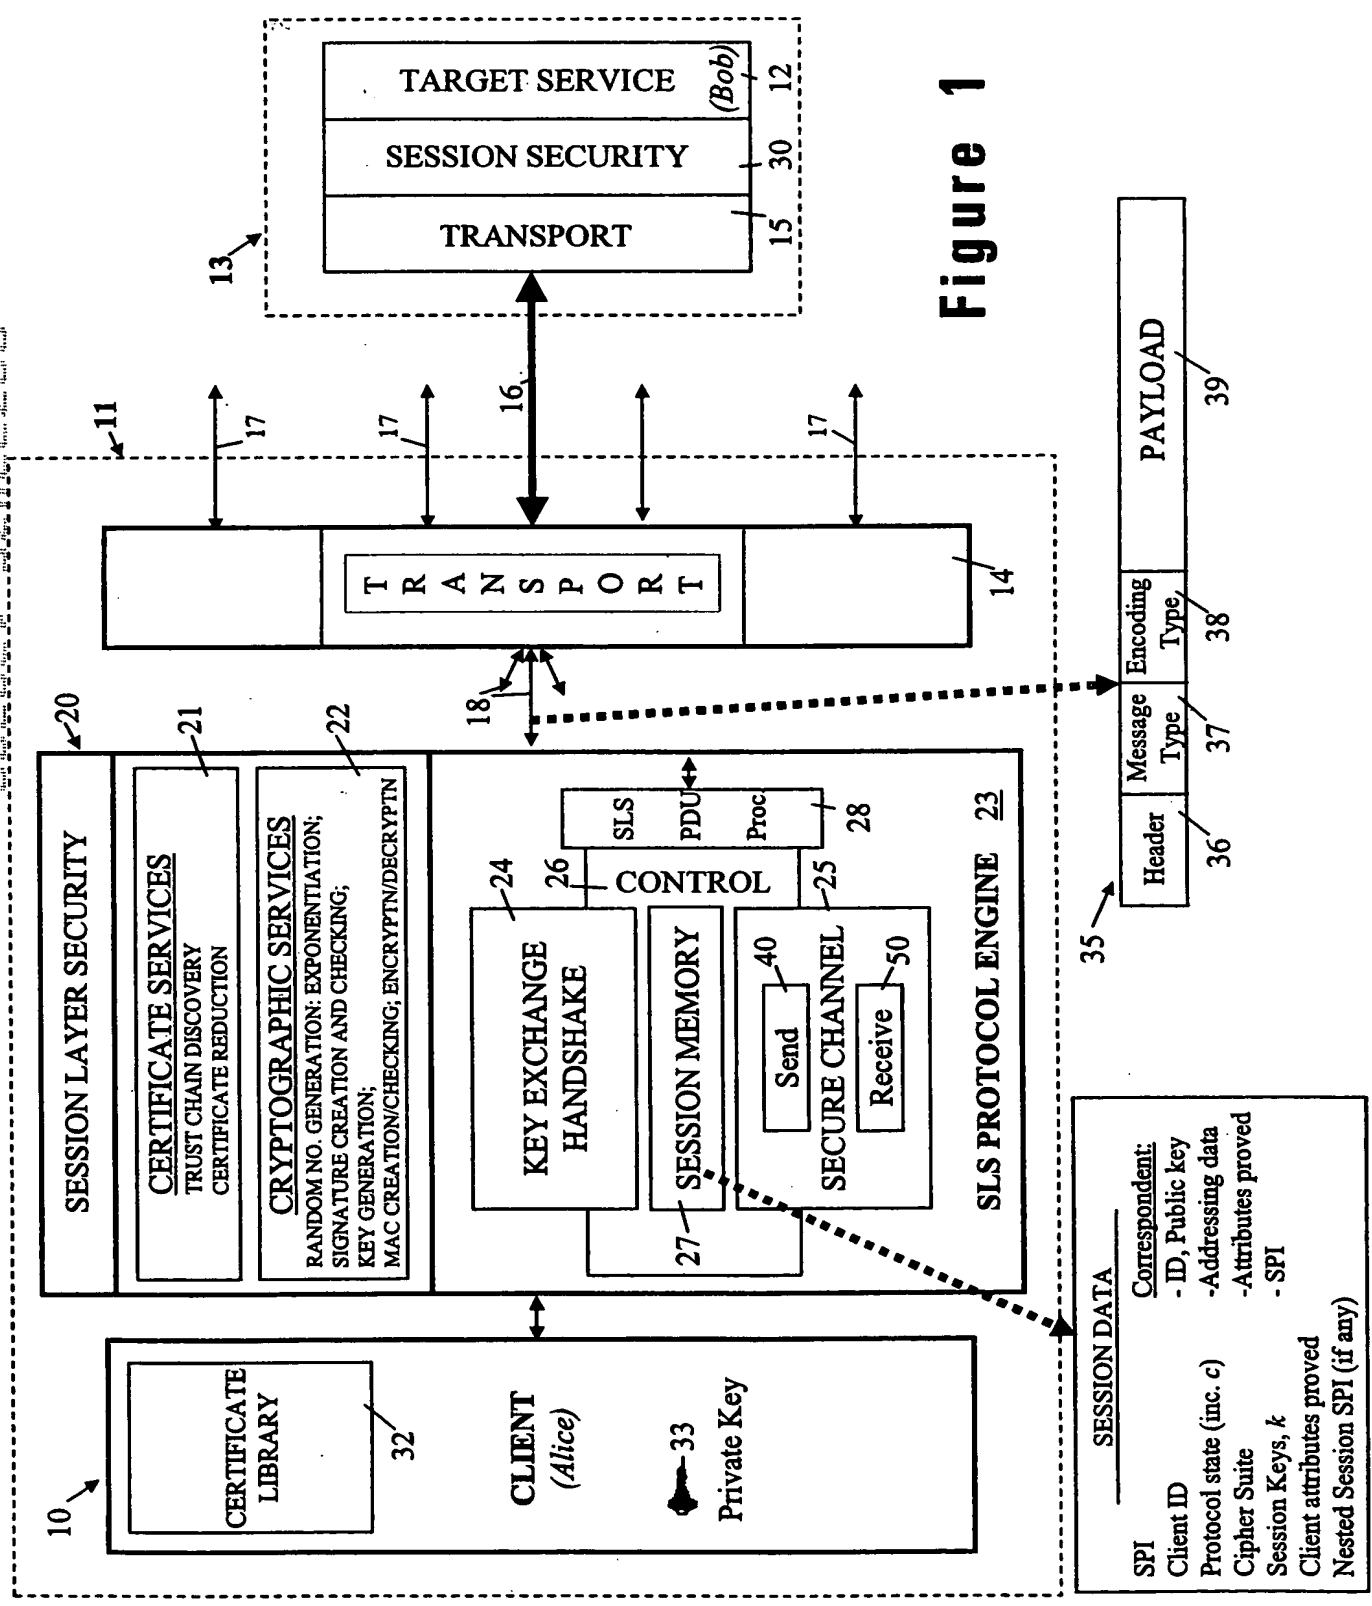 10
CERTIFICATE
LIBRARY
32
CLIENT
(Alice)
33
Private Key
11
20
SESSION LAYER SECURITY
CERTIFICATE SERVICES
TRUST CHAIN DISCOVERY
CERTIFICATE REDUCTION
21
CRYPTOGRAPHIC SERVICES
RANDOM NO. GENERATION: EXPONENTIATION;
SIGNATURE CREATION AND CHECKING;
KEY GENERATION;
MAC CREATION/CHECKING; ENCRYPTN/DECRYPTN
22
KEY EXCHANGE
HANDSHAKE
24
26
CONTROL
27
SESSION MEMORY
SECURE CHANNEL
25
Send
40
Receive
50
SLS
PDU
Proc.
28
SLS PROTOCOL ENGINE
23
18
TRANSPORT
14
17
17
16
17
13
TARGET SERVICE
(Bob)
12
SESSION SECURITY
30
TRANSPORT
15
Figure 1
SESSION DATA
SPI
Client ID
Protocol state (inc. c)
Cipher Suite
Session Keys, k
Client attributes proved
Nested Session SPI (if any)
Correspondent:
- ID, Public key
-Addressing data
-Attributes proved
- SPI
35
Header
36
Message
Type
37
Encoding
Type
38
PAYLOAD
39